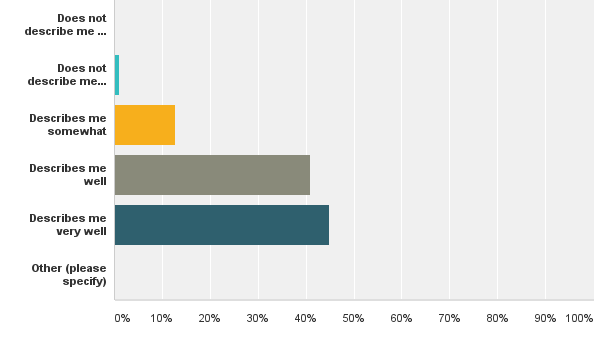 Does not
describe me ...
Does not
describe me...
Describes me
somewhat
Describes me
well
Describes me
very well
Other (please
specify)
0% 10% 20% 30% 40% 50% 60% 70% 80% 90% 100%